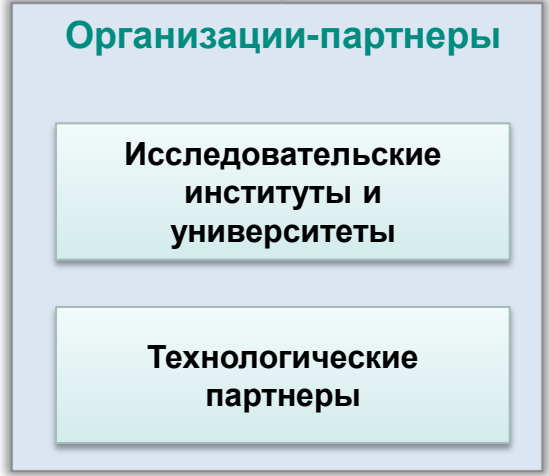 Организации-партнеры
Исследовательские
институты и
университеты
Технологические
партнеры